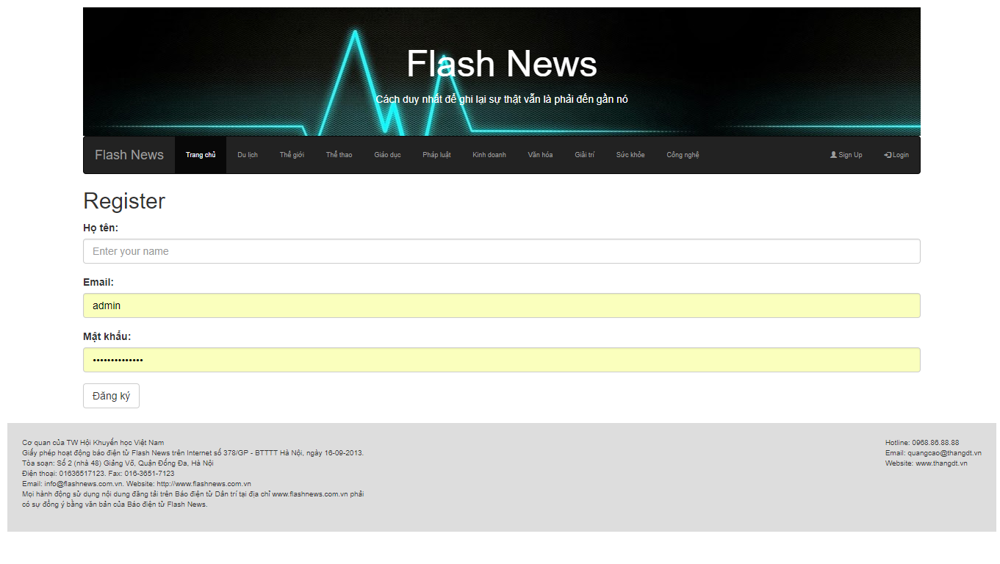 Flash News
Cách duy nhất để ghi lại sự thật vẫn là phải đến gần nó
Flash News Trang chủ Du lịch Thế giới Thể thao Giáo dục Pháp luật Kinh doanh Văn hóa Giải trí Sức khỏe Công nghệ Sign Up Login
Register
Họ tên:
Enter your name
Email:
admin
Mật khẩu:
••••••••••••••
Đăng ký
Cơ quan của TW Hội Khuyến học Việt Nam
Giấy phép hoạt động báo điện tử Flash News trên Internet số 378/GP - BTTTT Hà Nội, ngày 16-09-2013.
Tòa soạn: Số 2 (nhà 48) Giảng Võ, Quận Đống Đa, Hà Nội
Điện thoại: 01636517123. Fax: 016-3651-7123
Email: info@flashnews.com.vn. Website: http://www.flashnews.com.vn
Mọi hành động sử dụng nội dung đăng tải trên Báo điện tử Dân trí tại địa chỉ www.flashnews.com.vn phải
có sự đồng ý bằng văn bản của Báo điện tử Flash News.
Hotline: 0968.86.88.88
Email: quangcao@thangdt.vn
Website: www.thangdt.vn